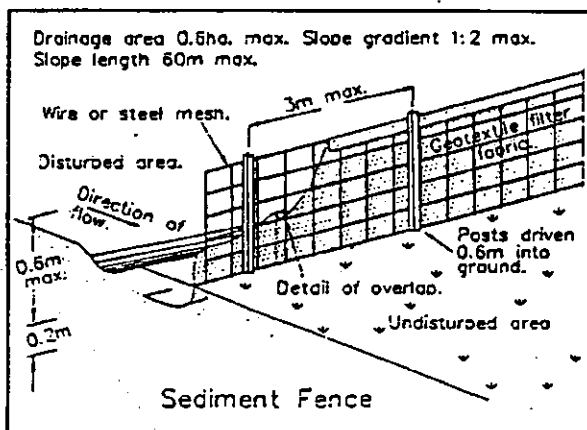 Drainage area 0.6ha. max. Slope gradient 1:2 max.
Slope length 60m max.
3m max.
Wire or steel mesh.
Geotextile filter
fabric.
Disturbed area.
Direction of
flow.
Posts driven
0.6m into
ground.
0.6m
max.
Detail of overlap.
Undisturbed area
0.2m
Sediment Fence